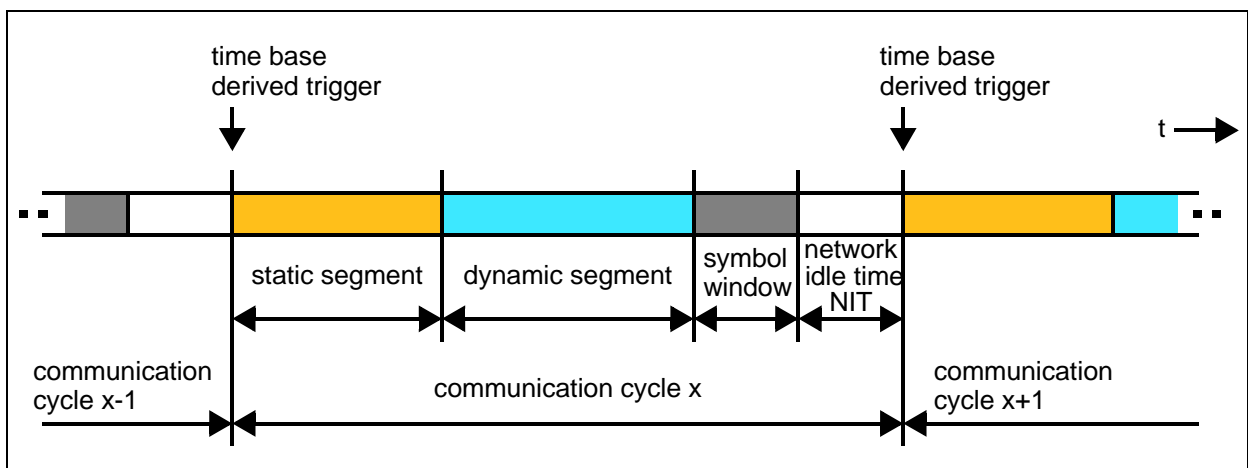 time base
derived trigger
time base
derived trigger
t
static segment
dynamic segment
symbol
window
network
idle time
NIT
communication
cycle x-1
communication cycle x
communication
cycle x+1